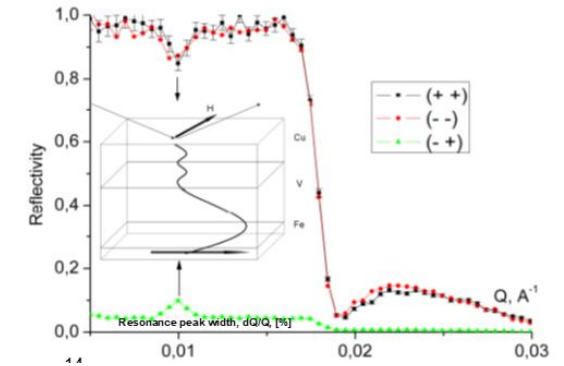 1,0
0,8
0,6
0,4
0,2
0,0
Reflectivity
H
Cu
V
Fe
(+ +)
(- -)
(- +)
Q, A-1
Resonance peak width, dQ/Q, [%]
0,01
0,02
0,03